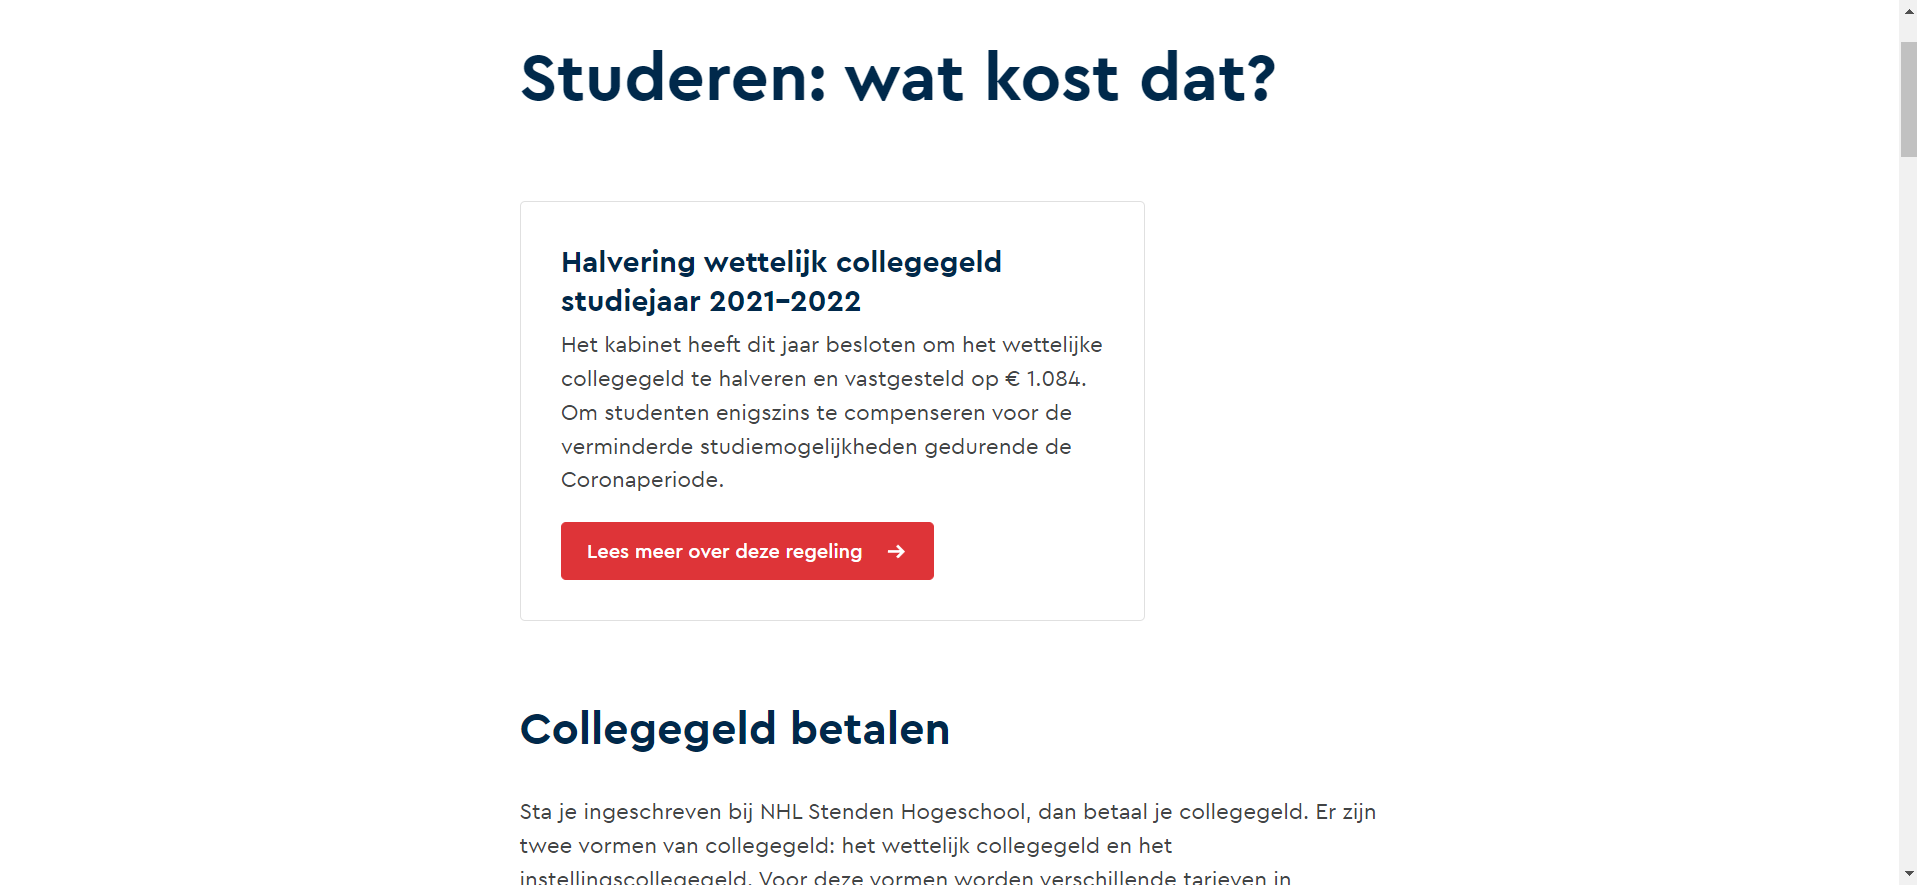 Studeren: wat kost dat?
Halvering wettelijk collegegeld
studiejaar 2021-2022
Het kabinet heeft dit jaar besloten om het wettelijke
collegegeld te halveren en vastgesteld op € 1.084.
Om studenten enigszins te compenseren voor de
verminderde studiemogelijkheden gedurende de
Coronaperiode.
Lees meer over deze regeling →
Collegegeld betalen
Sta je ingeschreven bij NHL Stenden Hogeschool, dan betaal je collegegeld. Er zijn
twee vormen van collegegeld: het wettelijk collegegeld en het
instellingscollegegeld. Voor deze vormen worden verschillende tarieven in